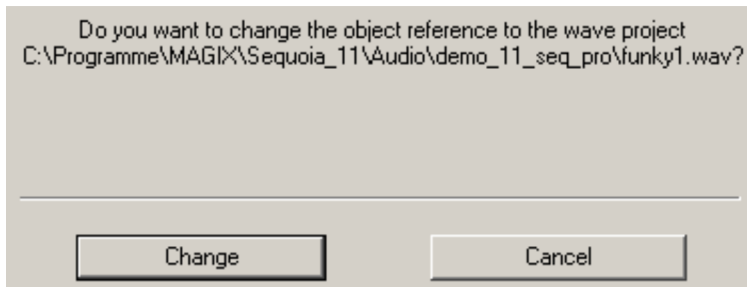 Do you want to change the object reference to the wave project
C:\Programme\MAGIX\Sequoia_11\Audio\demo_11_seq_pro\funky1.wav?
Change
Cancel